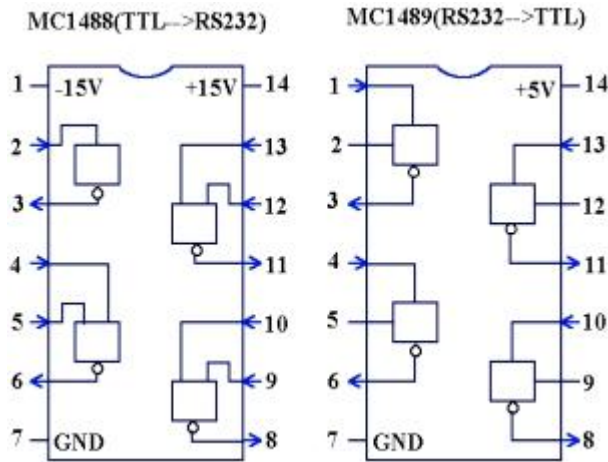 MC1488(TTL-->RS232)
MC1489(RS232-->TTL)
1 -15V +15V 14
2 13
3 12
4 11
5 10
6 9
7 GND 8
1 +5V 14
2 13
3 12
4 11
5 10
6 9
7 GND 8